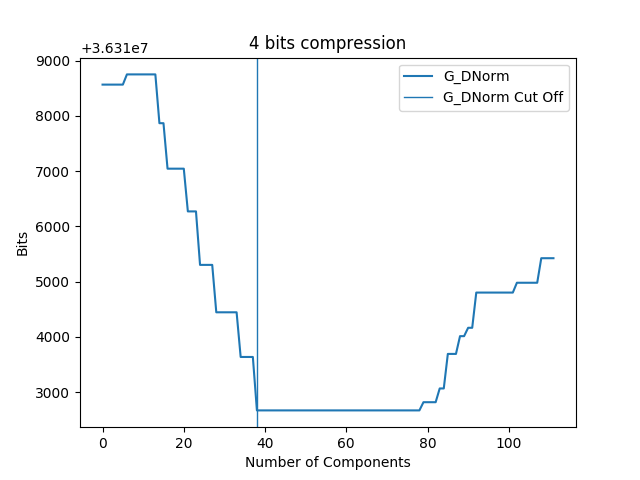 4 bits compression
+3.631e7
9000
8000
7000
6000
5000
4000
3000
Bits
G_DNorm
G_DNorm Cut Off
0 20 40 60 80 100
Number of Components